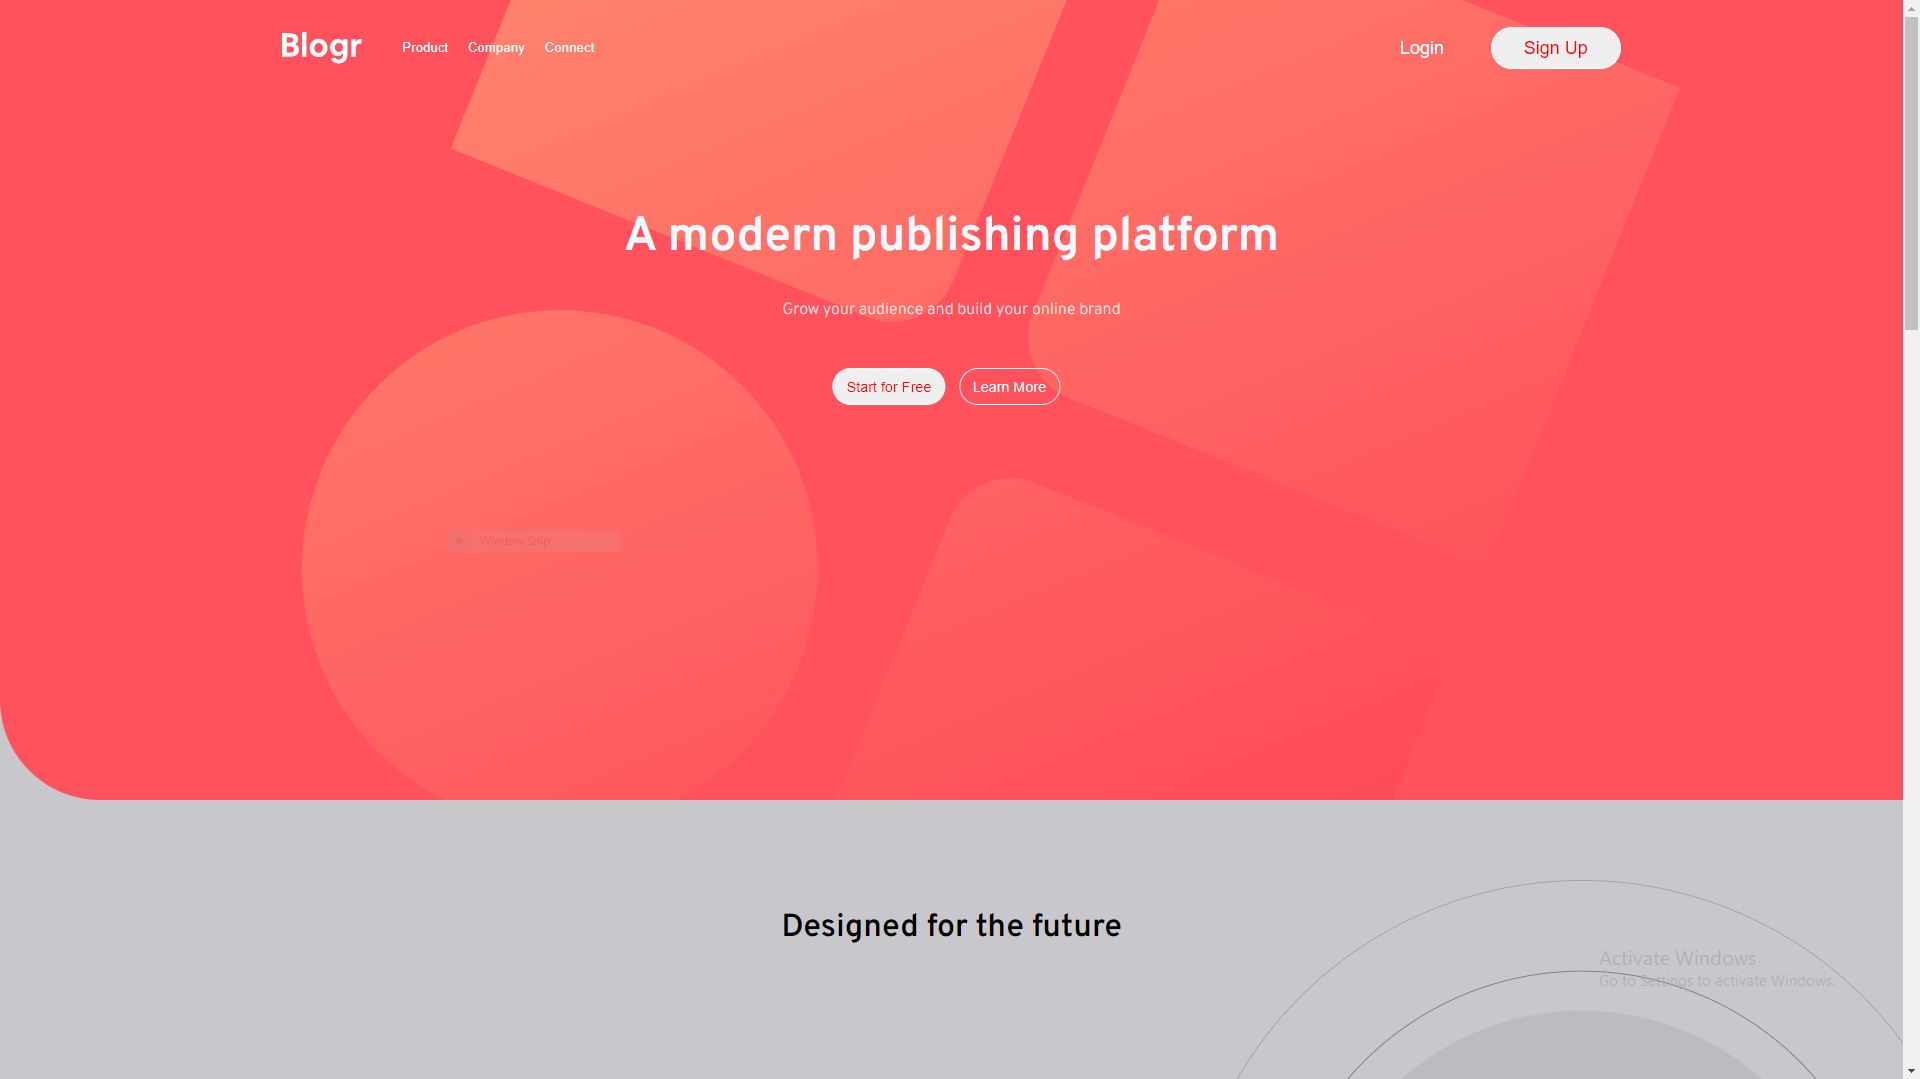 Blogr
Product Company Connect
Login
Sign Up
A modern publishing platform
Grow your audience and build your online brand
Start for Free
Learn More
Window Snip
Designed for the future
Activate Windows
Go to Settings to activate Windows.